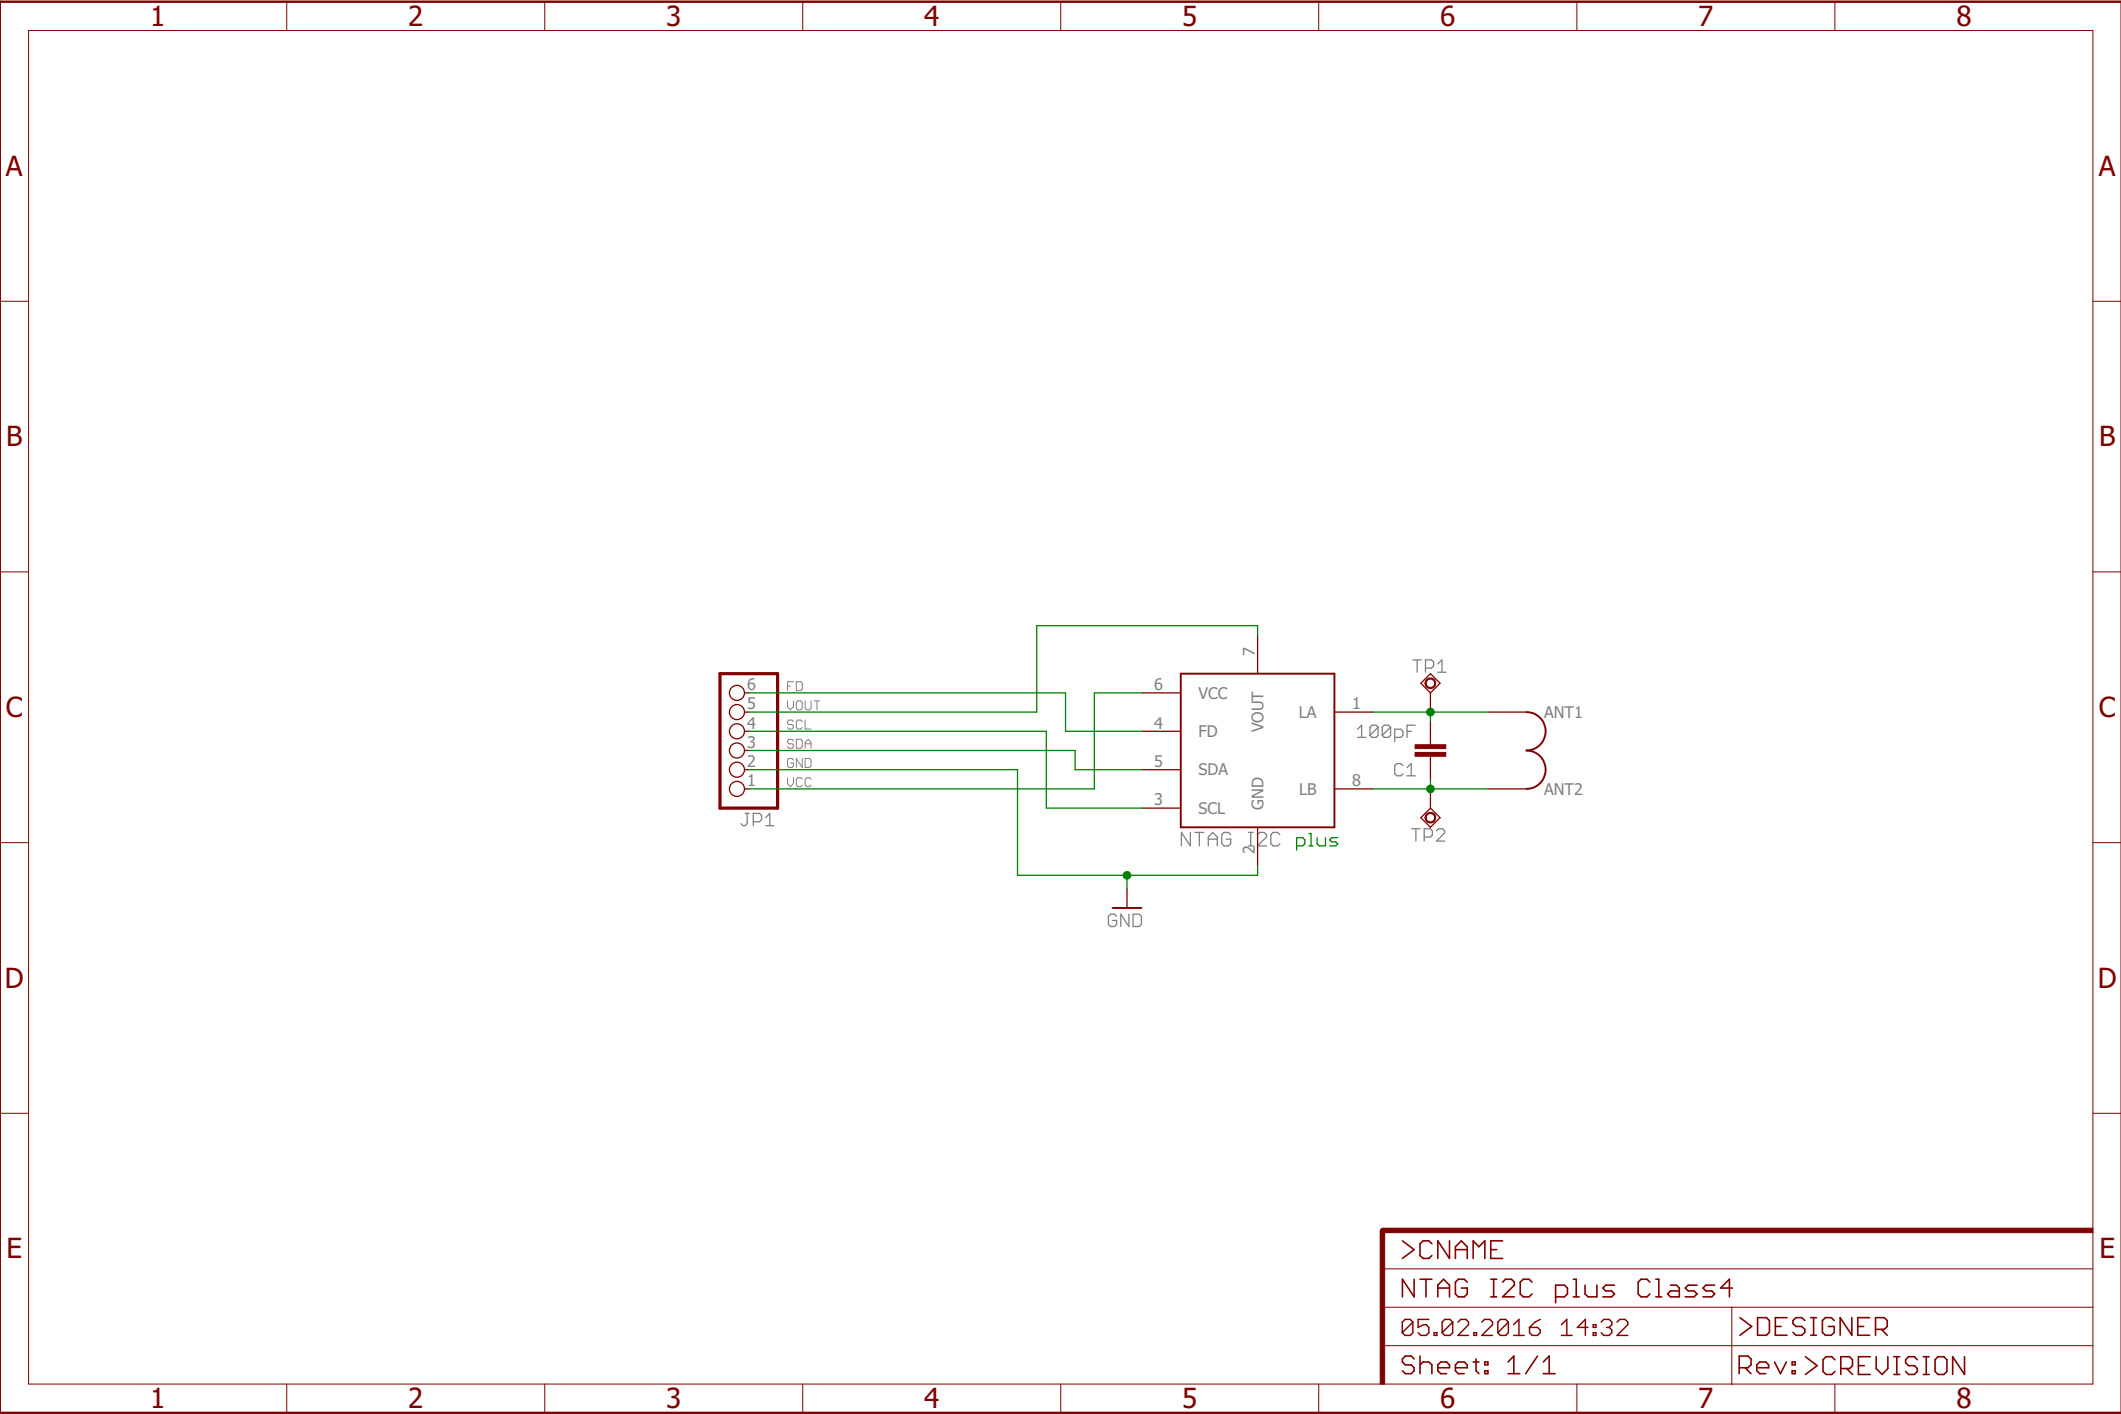 1 2 3 4 5 6 7 8
A A
B B
C C
D D
E E
7
6 FD
5 VOUT
4 SCL
3 SDA
2 GND
1 VCC
JP1
6 VCC
4 FD
5 SDA
3 SCL
VOUT
GND
LA 1
LB 8
NTAG I2C plus
2
GND
TP1
100pF
C1
TP2
ANT1
ANT2
>CNAME
NTAG I2C plus Class4
05.02.2016 14:32 >DESIGNER
Sheet: 1/1 Rev:>CREVISION
1 2 3 4 5 6 7 8